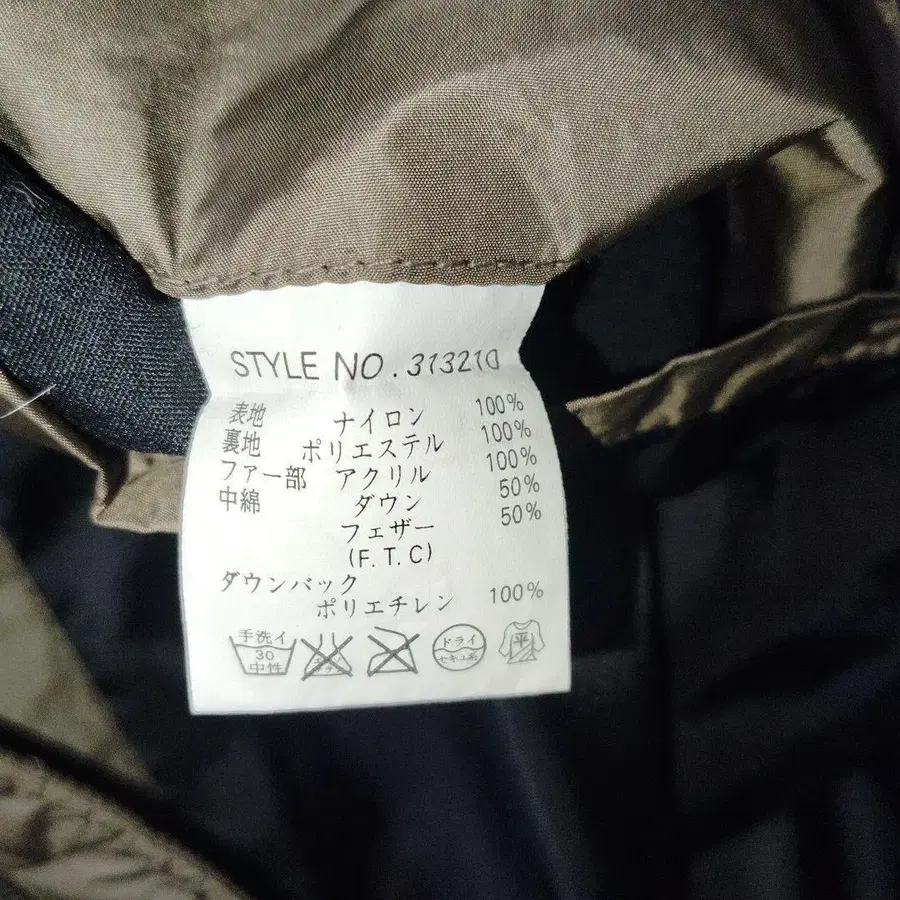 STYLE NO. 313210
表地 ナイロン 100%
裏地 ポリエステル 100%
ファー部 アクリル 100%
中綿 ダウン 50%
フェザー 50%
(F.T.C)
ダウンバック
ポリエチレン 100%
手洗イ 30 中性
ドライ セキユ系
平